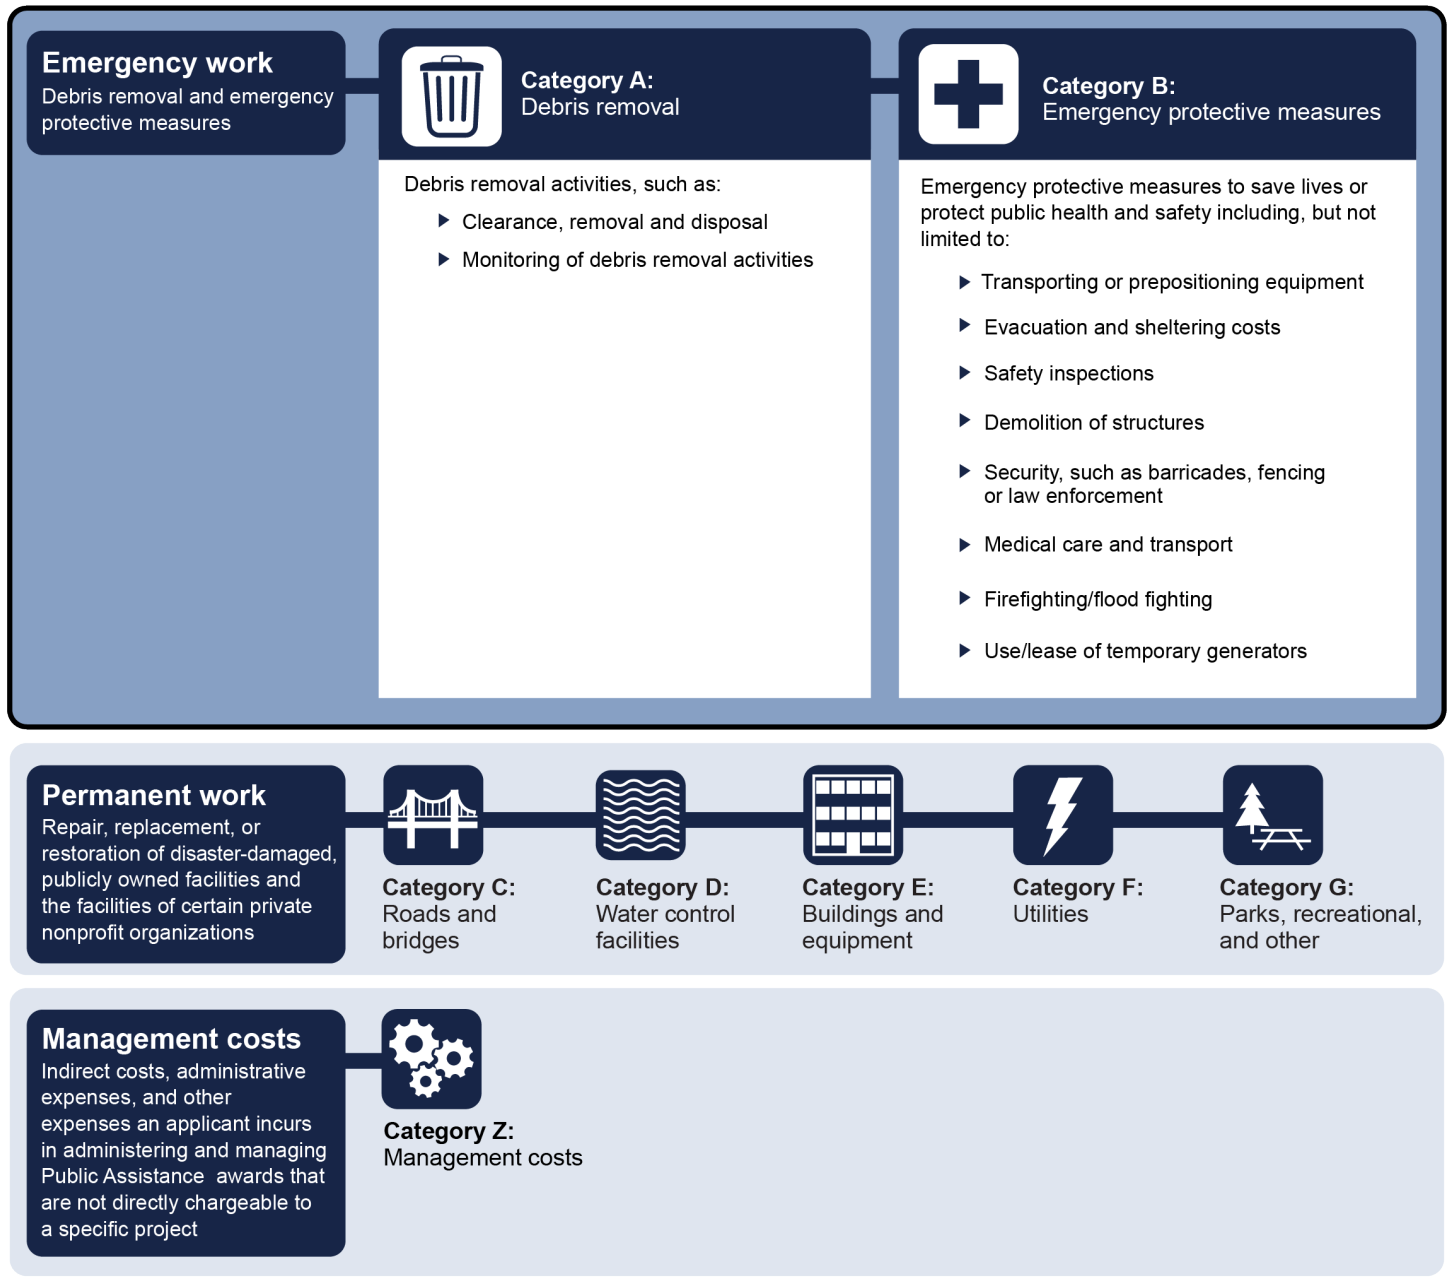 Emergency work
Debris removal and emergency
protective measures
Category A:
Debris removal
Debris removal activities, such as:
Clearance, removal and disposal
Monitoring of debris removal activities
Category B:
Emergency protective measures
Emergency protective measures to save lives or
protect public health and safety including, but not
limited to:
Transporting or prepositioning equipment
Evacuation and sheltering costs
Safety inspections
Demolition of structures
Security, such as barricades, fencing
or law enforcement
Medical care and transport
Firefighting/flood fighting
Use/lease of temporary generators
Permanent work
Repair, replacement, or
restoration of disaster-damaged,
publicly owned facilities and
the facilities of certain private
nonprofit organizations
Category C:
Roads and
bridges
Category D:
Water control
facilities
Category E:
Buildings and
equipment
Category F:
Utilities
Category G:
Parks, recreational,
and other
Management costs
Indirect costs, administrative
expenses, and other
expenses an applicant incurs
in administering and managing
Public Assistance  awards that
are not directly chargeable to
a specific project
Category Z:
Management costs